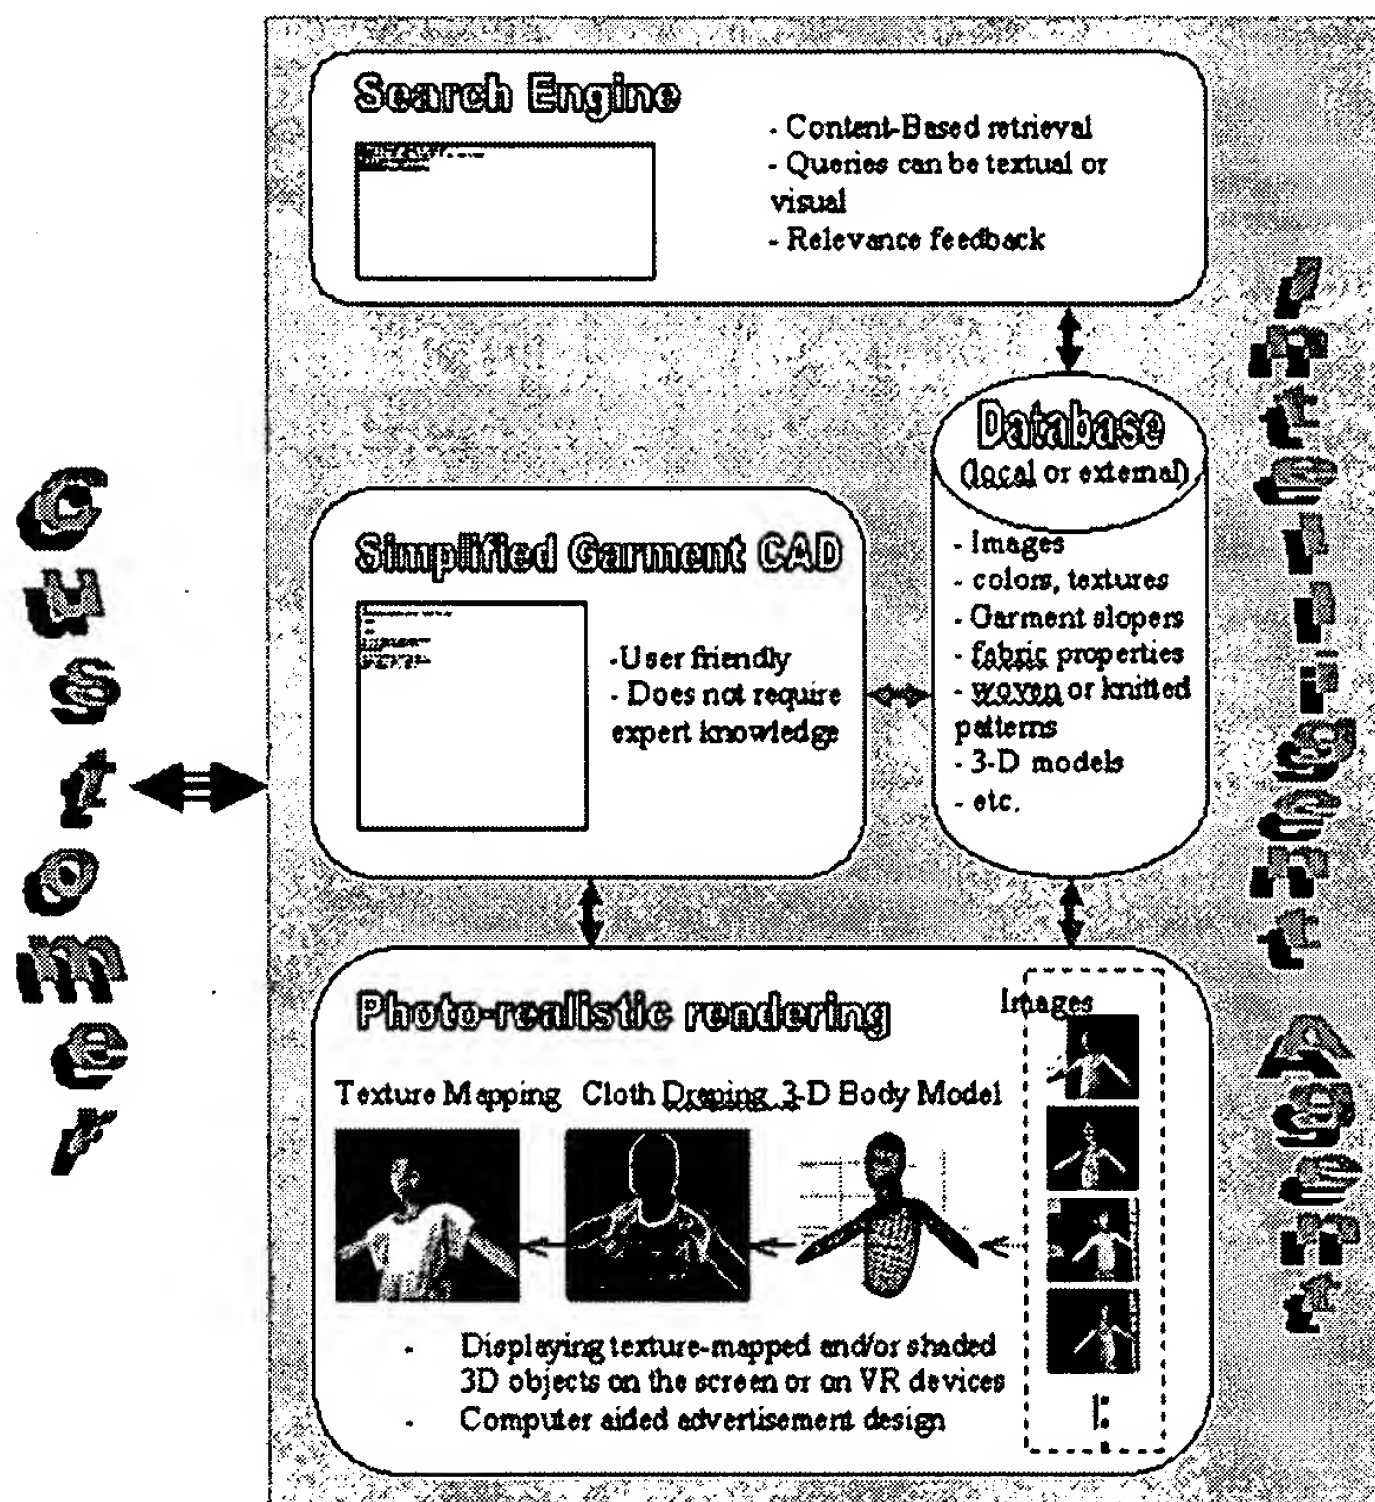 Customer
Search Engine
- Content-Based retrieval
- Queries can be textual or
visual
- Relevance feedback
Database
(local or external)
- Images
- colors, textures
- Garment slopers
- fabric properties
- woven or knitted
patterns
- 3-D models
- etc.
Simplified Garment CAD
-User friendly
- Does not require
expert knowledge
Photo-realistic rendering
Images
Texture Mapping Cloth Draping 3-D Body Model
- Displaying texture-mapped and/or shaded
3D objects on the screen or on VR devices
- Computer aided advertisement design
Intelligent Agent